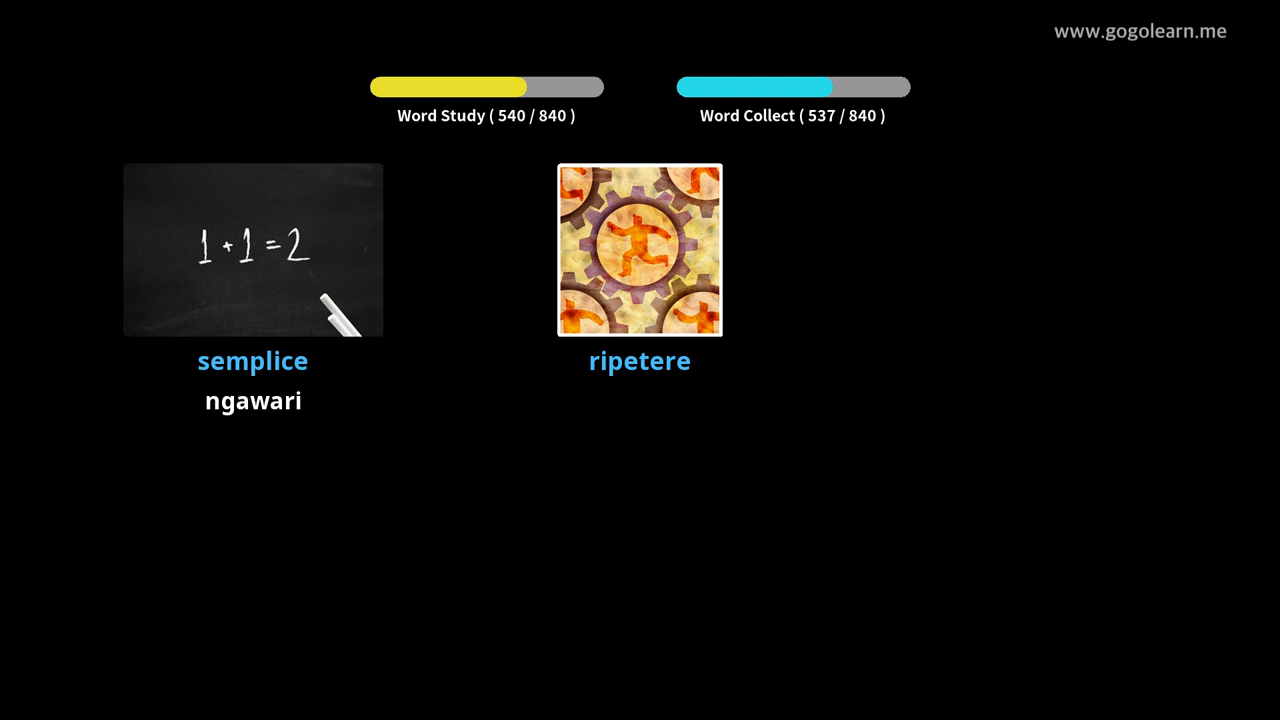 www.gogolearn.me
Word Study ( 540 / 840 )
Word Collect ( 537 / 840 )
1 + 1 = 2
semplice
ripetere
ngawari